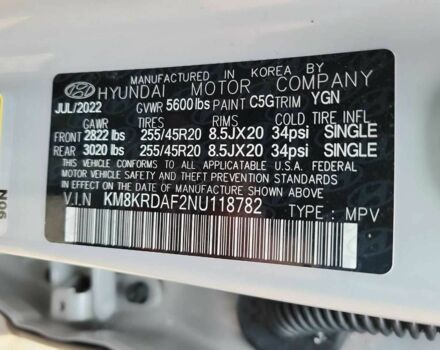 MANUFACTURED IN KOREA BY
HYUNDAI MOTOR COMPANY
JUL/2022 GVWR 5600 lbs PAINT C5G TRIM YGN
GAWR TIRES RIMS COLD TIRE INFL
FRONT 2822 lbs 255/45R20 8.5JX20 34psi SINGLE
REAR 3020 lbs 255/45R20 8.5JX20 34psi SINGLE
THIS VEHICLE CONFORMS TO ALL APPLICABLE U.S.A. FEDERAL
MOTOR VEHICLE SAFETY AND THEFT PREVENTION STANDARDS
IN EFFECT ON THE DATE OF MANUFACTURE SHOWN ABOVE.
V.I.N KM8KRDAF2NU118782 TYPE : MPV